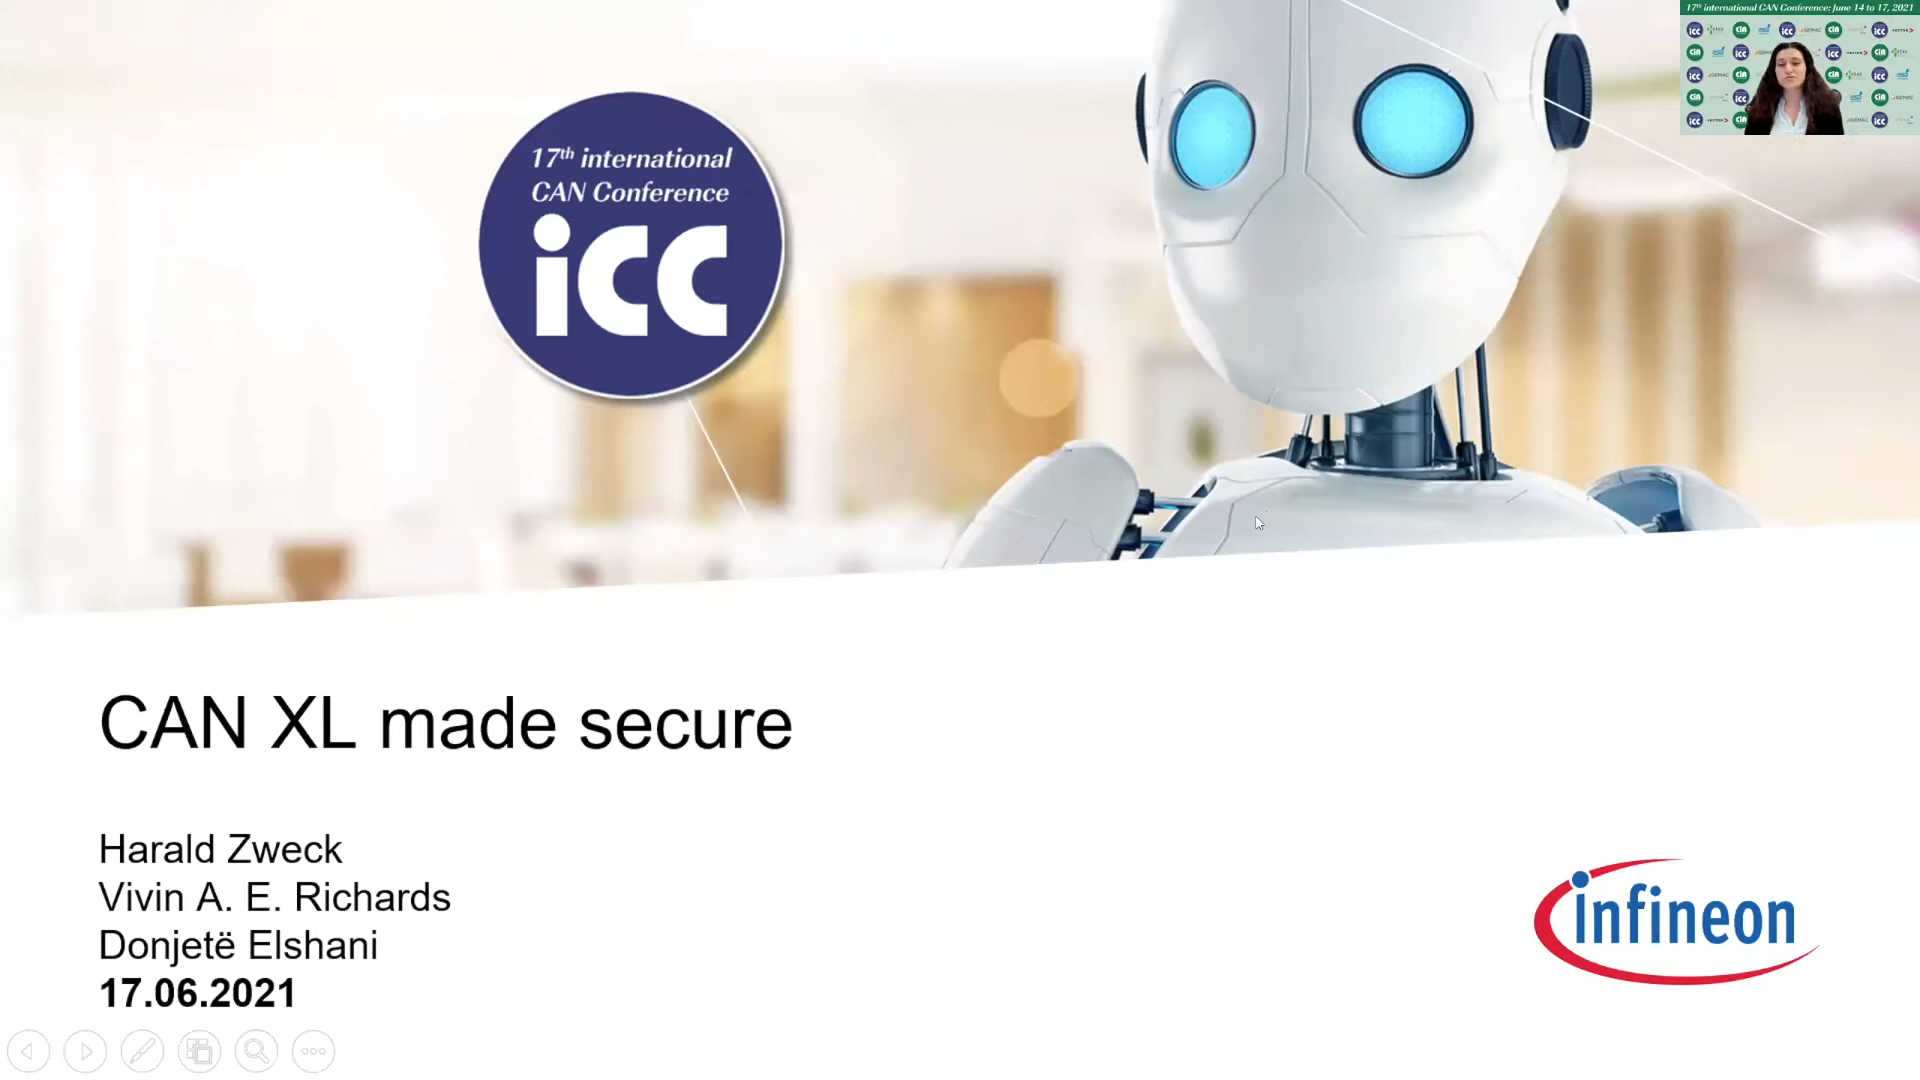 17th international CAN Conference: June 14 to 17, 2021
17th international
CAN Conference
icc
CAN XL made secure
Harald Zweck
Vivin A. E. Richards
Donjetë Elshani
17.06.2021
infineon